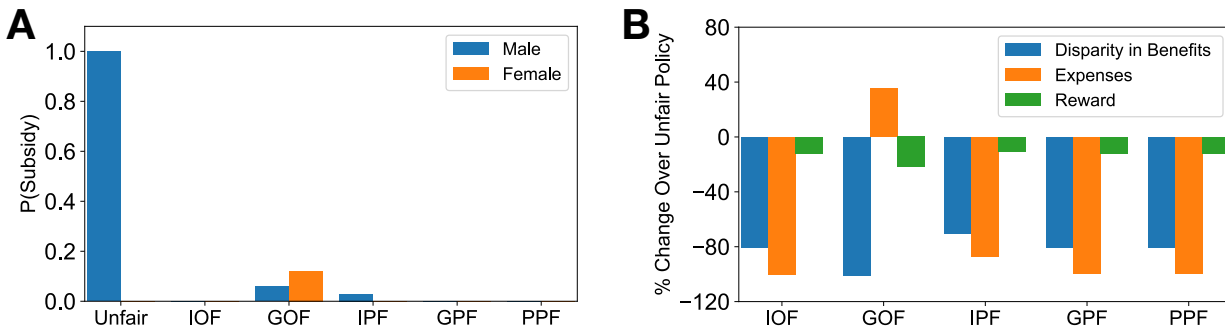 A
P(Subsidy)
1.0
0.8
0.6
0.4
0.2
0.0
Male
Female
Unfair IOF GOF IPF GPF PPF
B
% Change Over Unfair Policy
80
40
0
−40
−80
−120
Disparity in Benefits
Expenses
Reward
IOF GOF IPF GPF PPF